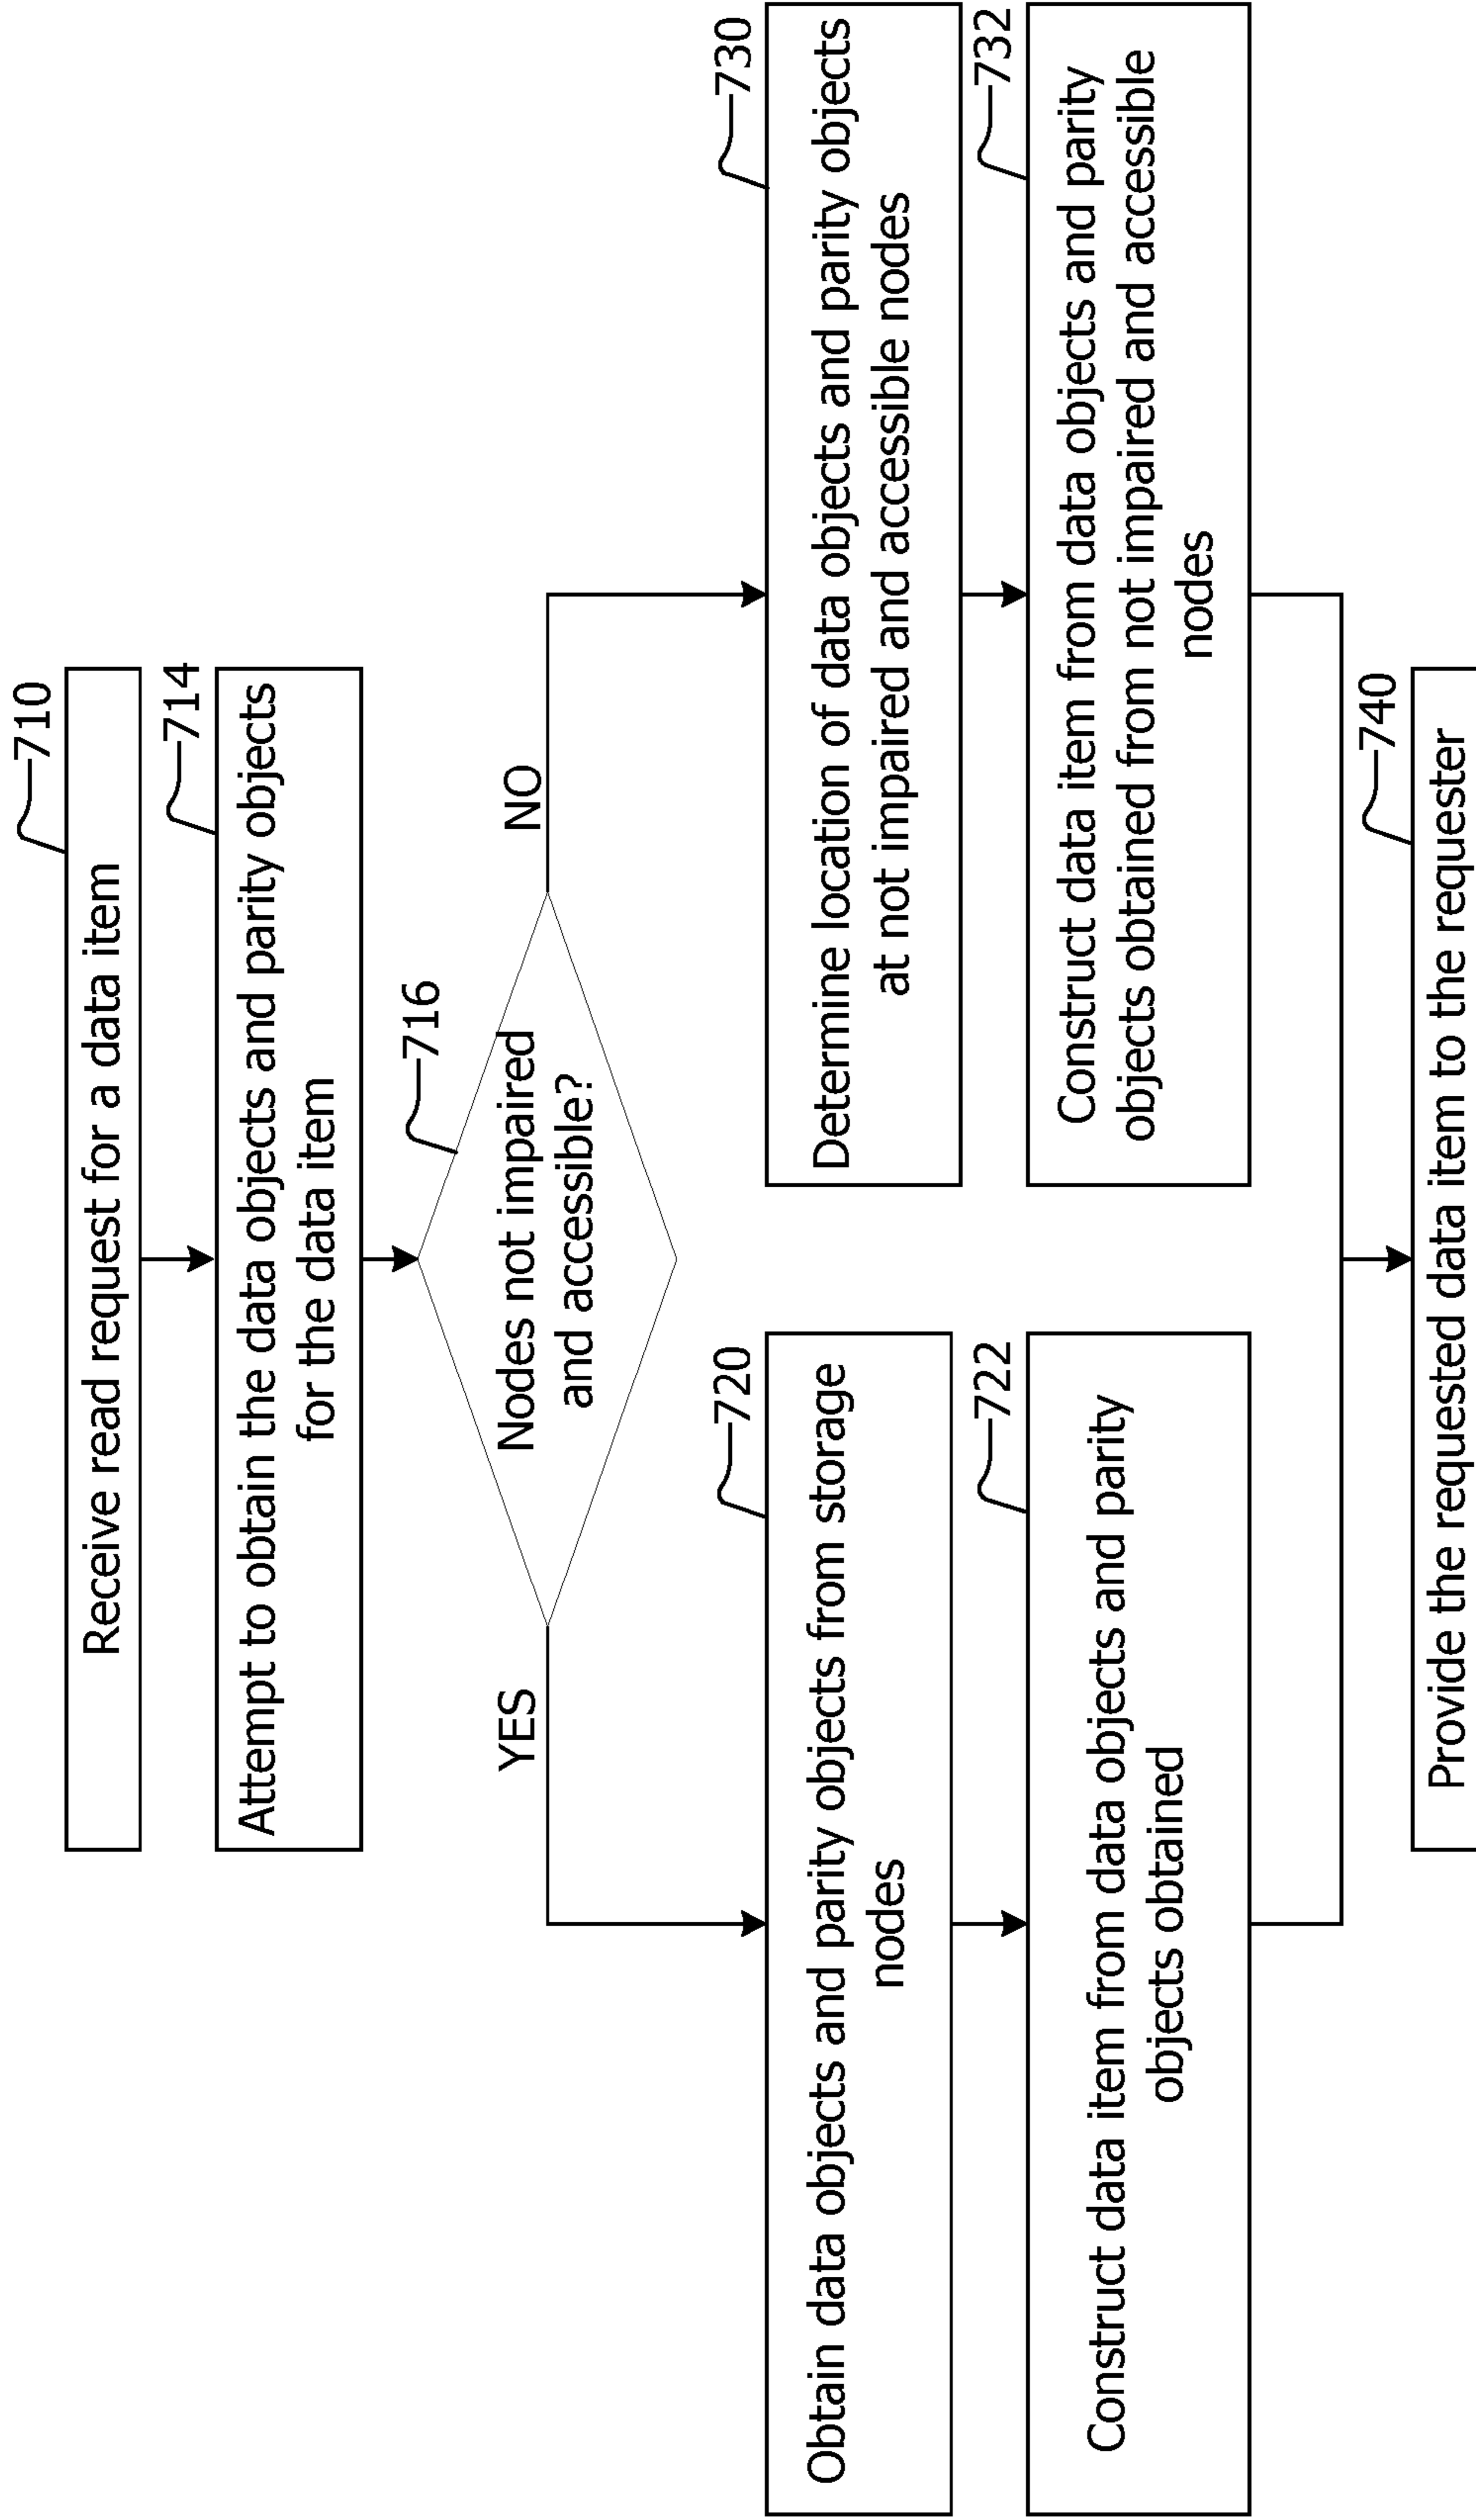 710
Receive read request for a data item
714
Attempt to obtain the data objects and parity objects
for the data item
716
Nodes not impaired
and accessible?
YES
NO
720
Obtain data objects and parity objects from storage
nodes
722
Construct data item from data objects and parity
objects obtained
730
Determine location of data objects and parity objects
at not impaired and accessible nodes
732
Construct data item from data objects and parity
objects obtained from not impaired and accessible
nodes
740
Provide the requested data item to the requester